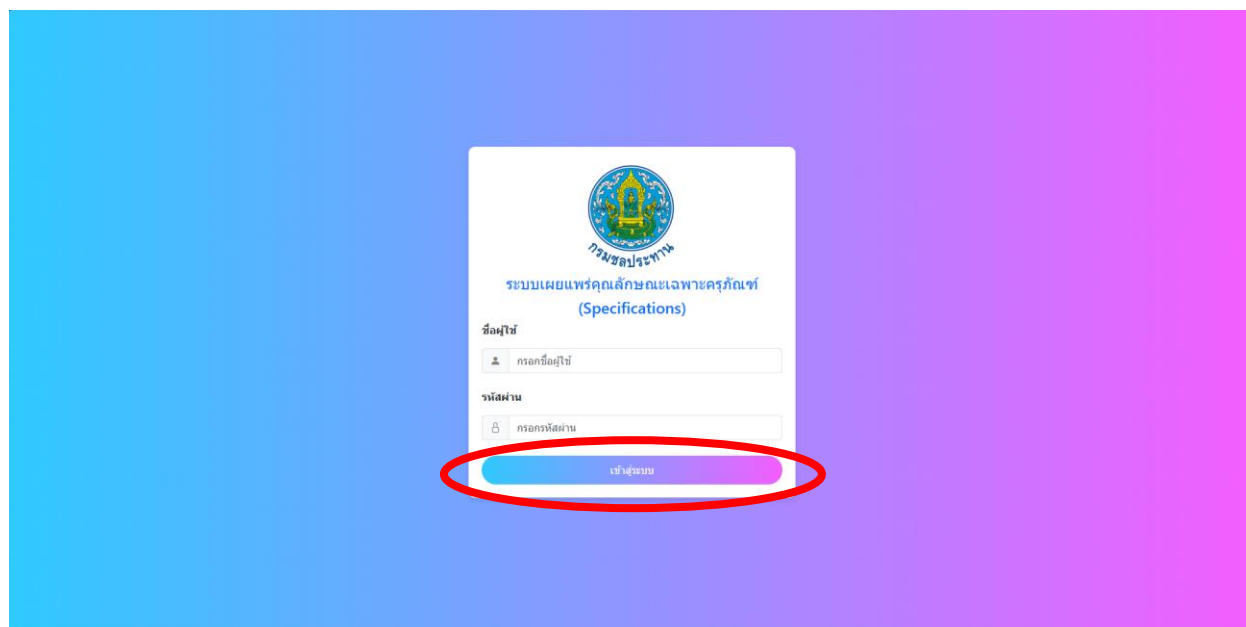 กรมชลประทาน
ระบบเผยแพร่คุณลักษณะเฉพาะครุภัณฑ์
(Specifications)
ชื่อผู้ใช้
กรอกชื่อผู้ใช้
รหัสผ่าน
กรอกรหัสผ่าน
เข้าสู่ระบบ